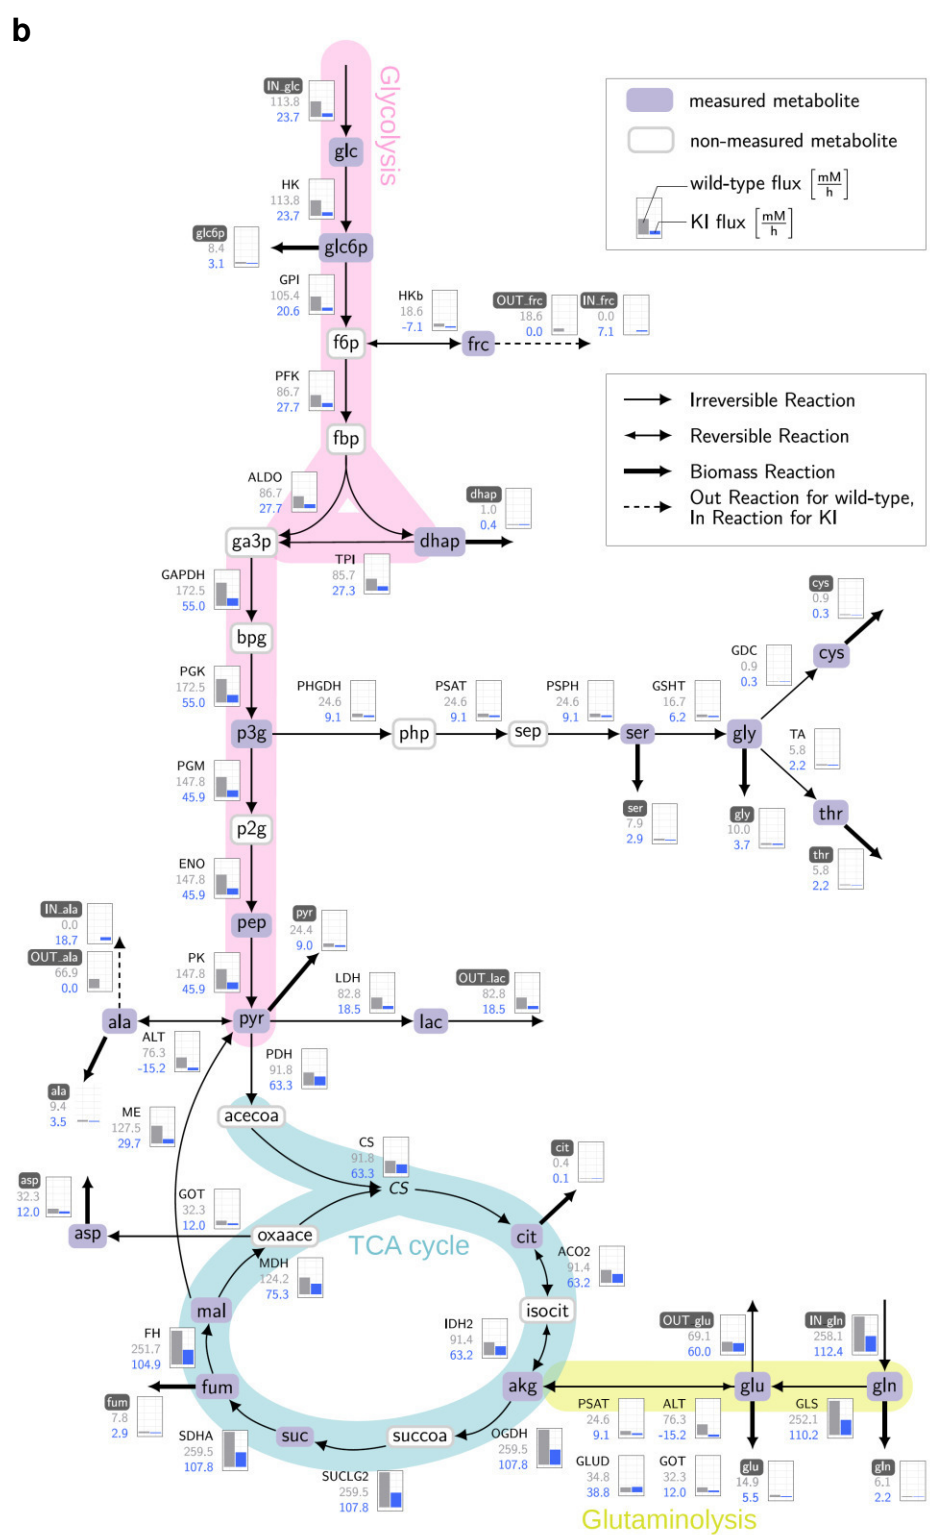 b
Glycolysis
IN_glc
113.8
23.7
glc
HK
113.8
23.7
glc6p
8.4
3.1
glc6p
GPI
105.4
20.6
HKb
18.6
-7.1
OUT_frc
18.6
0.0
IN_frc
0.0
7.1
f6p
frc
PFK
86.7
27.7
fbp
ALDO
86.7
27.7
dhap
1.0
0.4
ga3p
dhap
TPI
85.7
27.3
measured metabolite
non-measured metabolite
wild-type flux [mM/h]
KI flux [mM/h]
Irreversible Reaction
Reversible Reaction
Biomass Reaction
Out Reaction for wild-type,
In Reaction for KI
GAPDH
172.5
55.0
bpg
PGK
172.5
55.0
p3g
PHGDH
24.6
9.1
php
PSAT
24.6
9.1
sep
PSPH
24.6
9.1
ser
GSHT
16.7
6.2
gly
GDC
0.9
0.3
cys
0.9
0.3
cys
TA
5.8
2.2
thr
thr
5.8
2.2
ser
7.9
2.9
gly
10.0
3.7
PGM
147.8
45.9
p2g
ENO
147.8
45.9
pep
PK
147.8
45.9
pyr
24.4
9.0
IN_ala
0.0
18.7
OUT_ala
66.9
0.0
ala
pyr
LDH
82.8
18.5
lac
OUT_lac
82.8
18.5
ALT
76.3
-15.2
ala
9.4
3.5
PDH
91.8
63.3
ME
127.5
29.7
acecoa
CS
91.8
63.3
CS
cit
0.4
0.1
asp
32.3
12.0
asp
GOT
32.3
12.0
oxaace
TCA cycle
cit
MDH
124.2
75.3
ACO2
91.4
63.2
mal
isocit
IDH2
91.4
63.2
FH
251.7
104.9
fum
akg
fum
7.8
2.9
SDHA
259.5
107.8
suc
succoa
SUCLG2
259.5
107.8
OGDH
259.5
107.8
OUT_glu
69.1
60.0
IN_gln
258.1
112.4
glu
gln
PSAT
24.6
9.1
ALT
76.3
-15.2
GLS
252.1
110.2
GLUD
34.8
38.8
GOT
32.3
12.0
glu
14.9
5.5
gln
6.1
2.2
Glutaminolysis